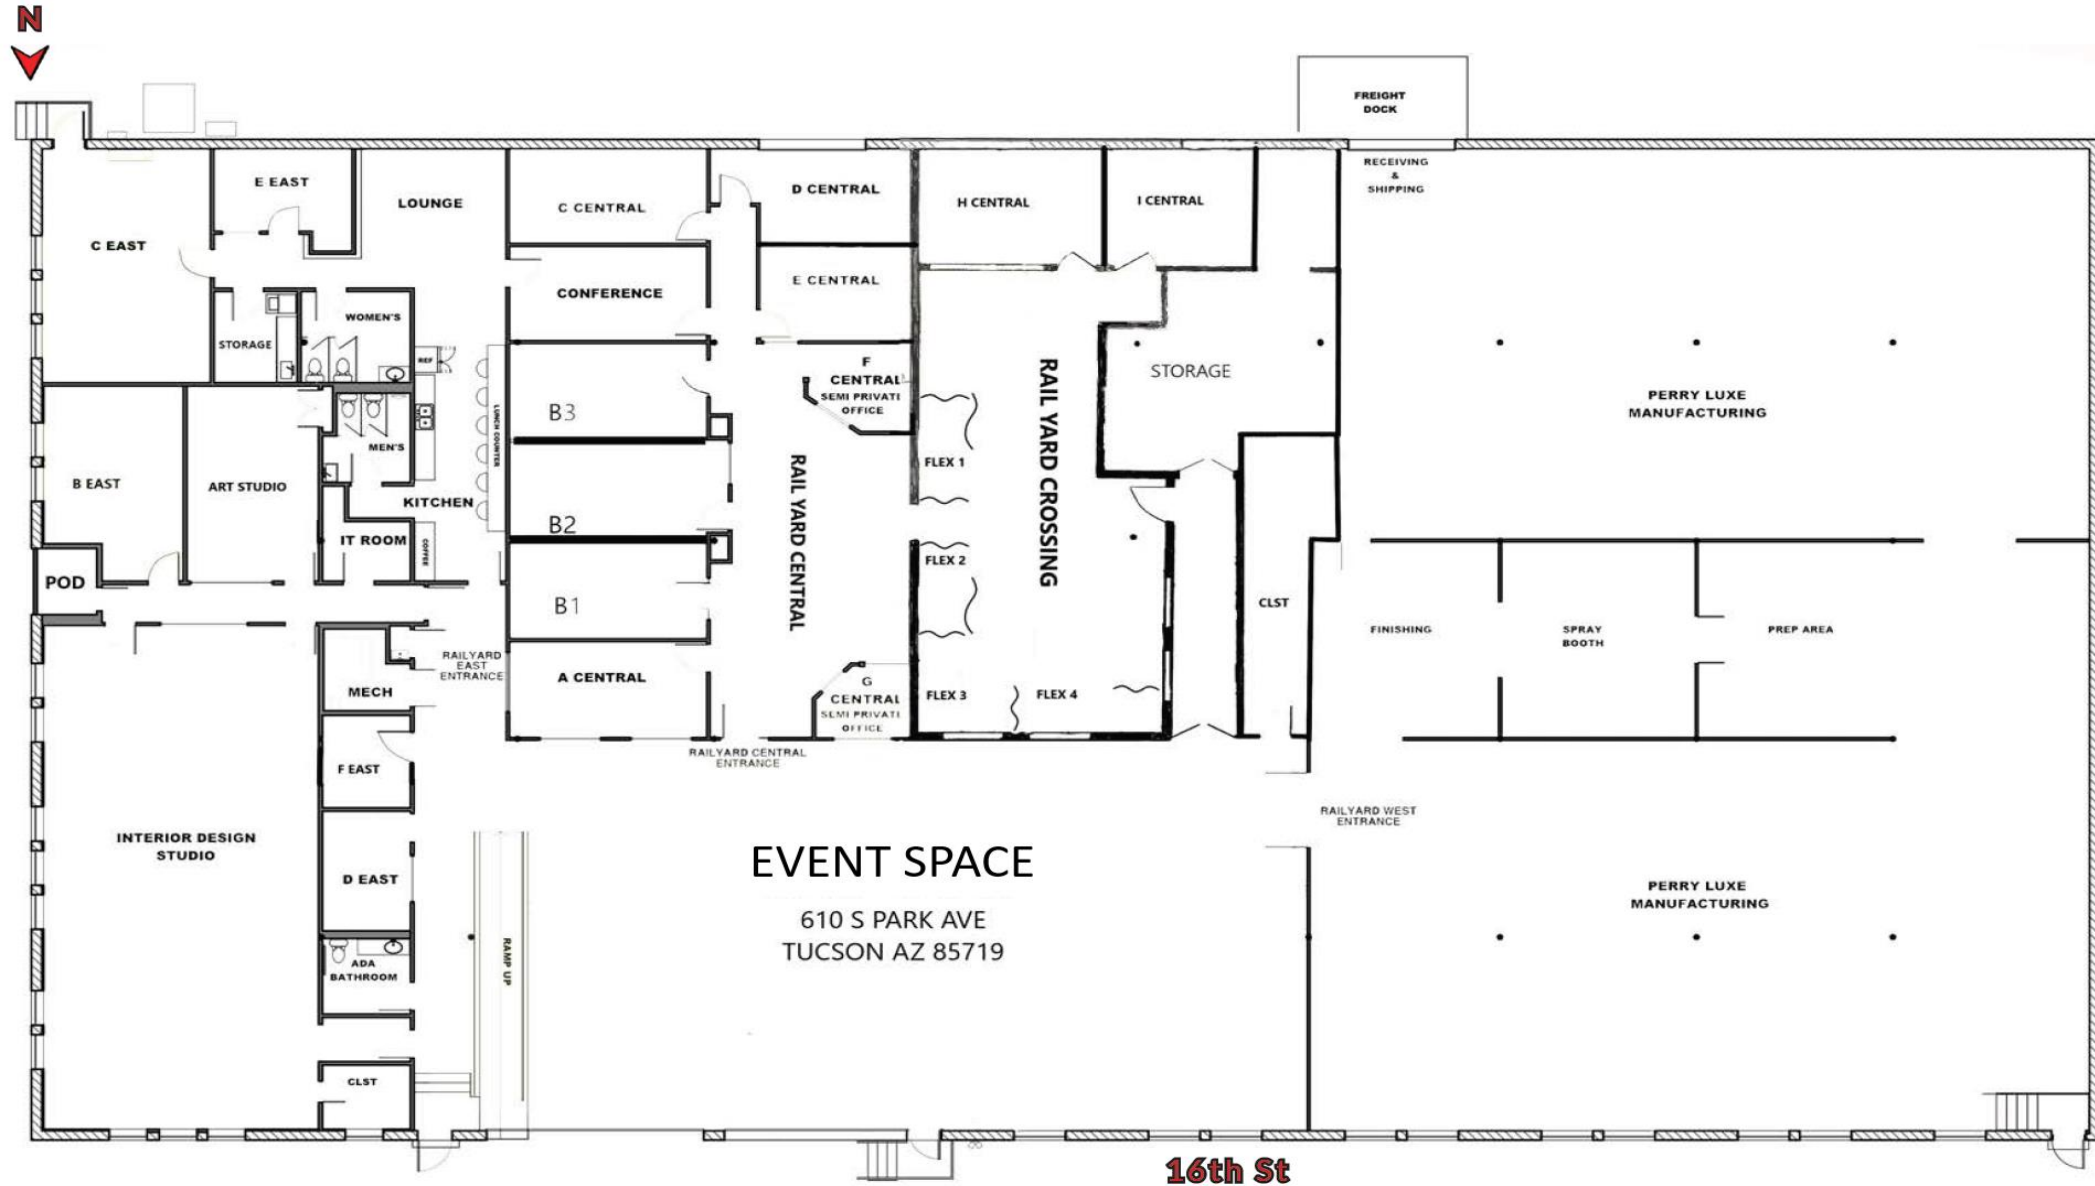 N
FREIGHT
DOCK
RECEIVING
&
SHIPPING
E EAST
LOUNGE
C EAST
C CENTRAL
D CENTRAL
H CENTRAL
I CENTRAL
CONFERENCE
E CENTRAL
WOMEN'S
STORAGE
REF
F
CENTRAL
SEMI PRIVATI
OFFICE
STORAGE
PERRY LUXE
MANUFACTURING
B3
LUNCH COUNTER
MEN'S
B EAST
ART STUDIO
KITCHEN
B2
RAIL YARD CENTRAL
FLEX 1
RAIL YARD CROSSING
IT ROOM
COFFEE
FLEX 2
POD
B1
CLST
FINISHING
SPRAY
BOOTH
PREP AREA
RAILYARD
EAST
ENTRANCE
MECH
A CENTRAL
G
CENTRAL
SEMI PRIVATI
OFFICE
FLEX 3
FLEX 4
RAILYARD CENTRAL
ENTRANCE
F EAST
RAILYARD WEST
ENTRANCE
INTERIOR DESIGN
STUDIO
EVENT SPACE
D EAST
610 S PARK AVE
TUCSON AZ 85719
PERRY LUXE
MANUFACTURING
RAMP UP
ADA
BATHROOM
CLST
16th St